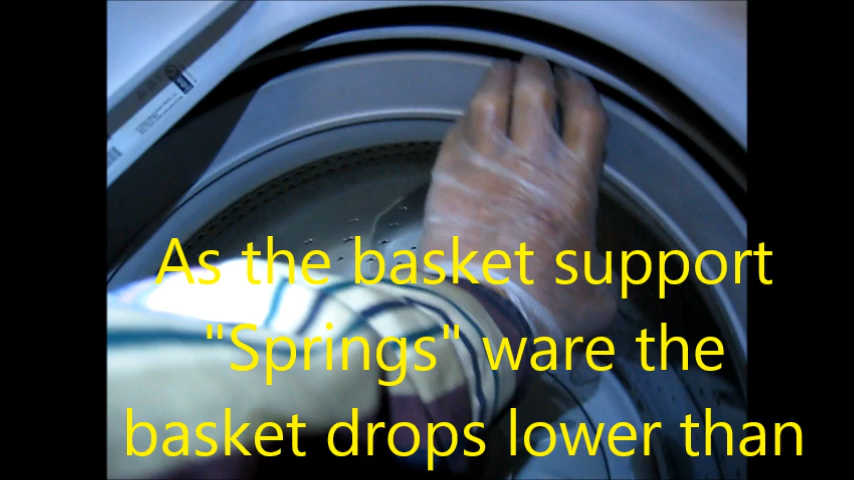 As the basket support
"Springs" ware the
basket drops lower than